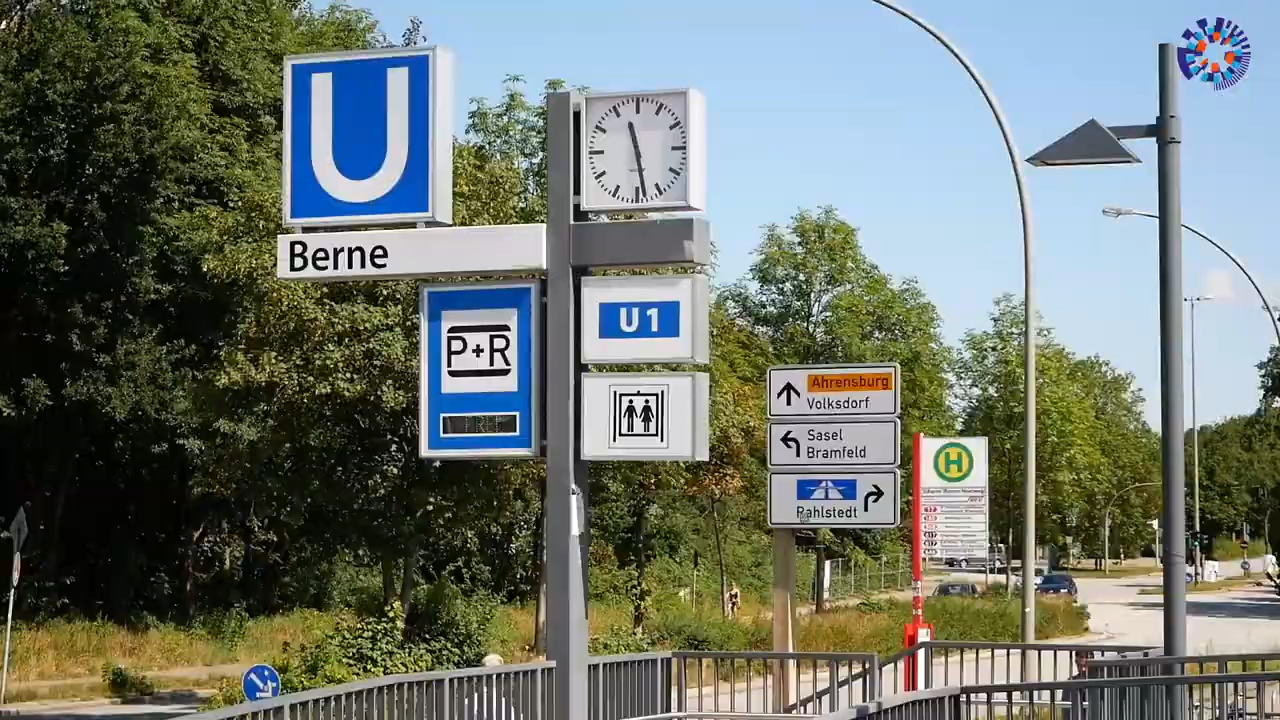 U
Berne
P+R
U1
Ahrensburg
Volksdorf
Sasel
Bramfeld
Rahlstedt
H